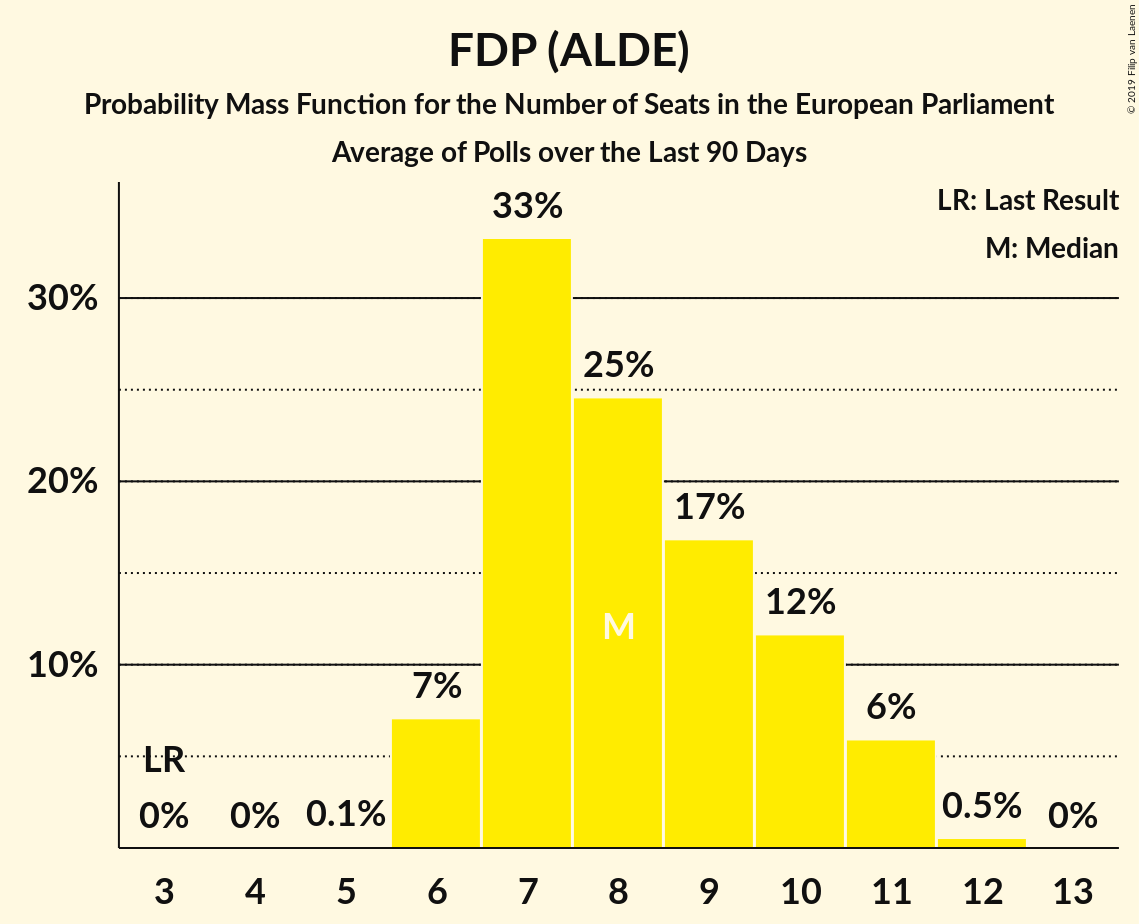 FDP (ALDE)
Probability Mass Function for the Number of Seats in the European Parliament
Average of Polls over the Last 90 Days
© 2019 Filip van Laenen
LR: Last Result
M: Median
33%
30%
25%
20%
17%
12%
10%
7%
6%
LR
0%
0%
0.1%
0.5%
0%
M
3 4 5 6 7 8 9 10 11 12 13